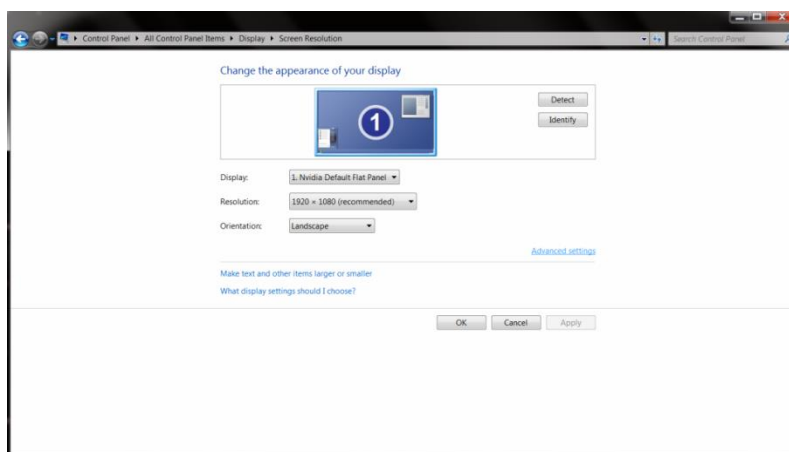 Control Panel ▸ All Control Panel Items ▸ Display ▸ Screen Resolution
Search Control Panel
Change the appearance of your display
1
Detect
Identify
Display: 1. Nvidia Default Flat Panel
Resolution: 1920 × 1080 (recommended)
Orientation: Landscape
Advanced settings
Make text and other items larger or smaller
What display settings should I choose?
OK Cancel Apply